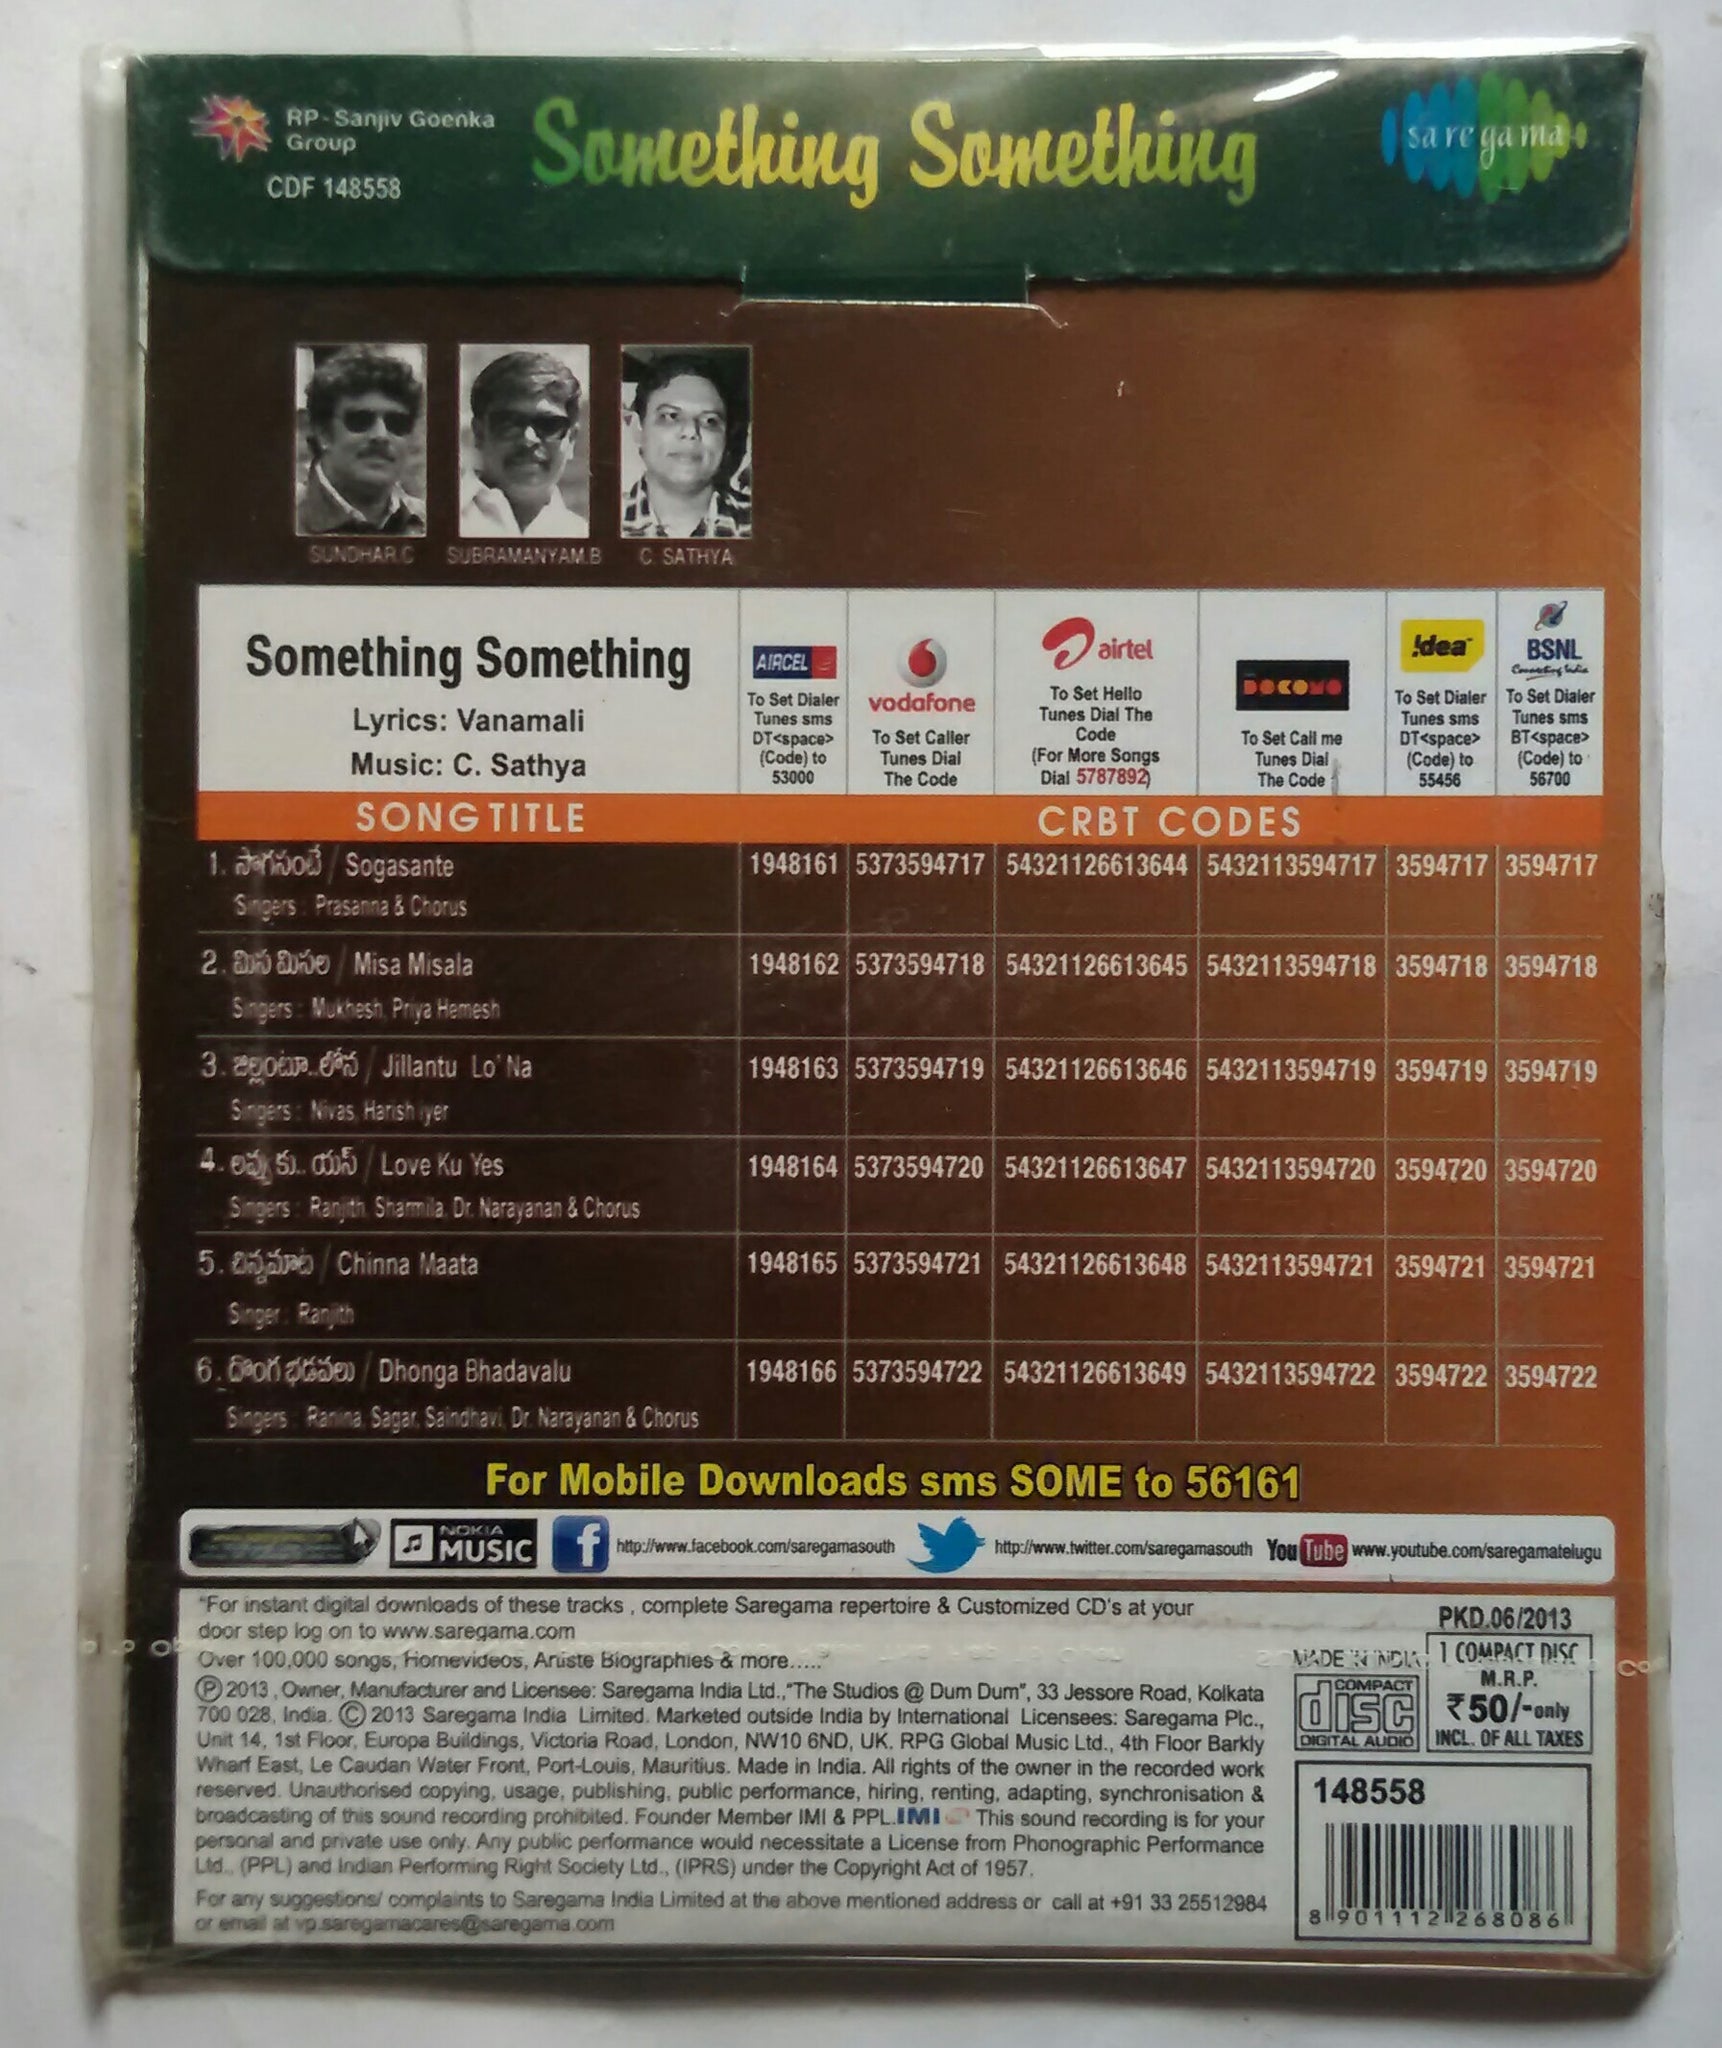 RP - Sanjiv Goenka
Group
CDF 148558
Something Something
saregama
SUNDHAR.C
SUBRAMANYAM.B
C. SATHYA
Something Something
Lyrics: Vanamali
Music: C. Sathya
AIRCEL
To Set Dialer
Tunes sms
DT<space>
(Code) to
53000
vodafone
To Set Caller
Tunes Dial
The Code
airtel
To Set Hello
Tunes Dial The
Code
(For More Songs
Dial 5787892)
DOCOMO
To Set Call me
Tunes Dial
The Code
!dea
To Set Dialer
Tunes sms
DT<space>
(Code) to
55456
BSNL
Connecting India
To Set Dialer
Tunes sms
BT<space>
(Code) to
56700
SONG TITLE CRBT CODES
1. సొగసంటే / Sogasante 1948161 5373594717 54321126613644 5432113594717 3594717 3594717
Singers : Prasanna & Chorus
2. మిస మిసల / Misa Misala 1948162 5373594718 54321126613645 5432113594718 3594718 3594718
Singers : Mukhesh, Priya Hemesh
3. జిల్లంటూ..లోన / Jillantu Lo' Na 1948163 5373594719 54321126613646 5432113594719 3594719 3594719
Singers : Nivas, Harish iyer
4. లవ్వుకు.. యస్ / Love Ku Yes 1948164 5373594720 54321126613647 5432113594720 3594720 3594720
Singers : Ranjith, Sharmila, Dr. Narayanan & Chorus
5. చిన్నమాట / Chinna Maata 1948165 5373594721 54321126613648 5432113594721 3594721 3594721
Singer : Ranjith
6. దొంగ భడవలు / Dhonga Bhadavalu 1948166 5373594722 54321126613649 5432113594722 3594722 3594722
Singers : Ranina, Sagar, Saindhavi, Dr. Narayanan & Chorus
For Mobile Downloads sms SOME to 56161
NOKIA
MUSIC
http://www.facebook.com/saregamasouth
http://www.twitter.com/saregamasouth
YouTube www.youtube.com/saregamatelugu
"For instant digital downloads of these tracks , complete Saregama repertoire & Customized CD's at your
door step log on to www.saregama.com
Over 100,000 songs, Homevideos, Artiste Biographies & more....."
Ⓟ 2013 , Owner, Manufacturer and Licensee: Saregama India Ltd.,"The Studios @ Dum Dum", 33 Jessore Road, Kolkata
700 028, India. © 2013 Saregama India Limited. Marketed outside India by International Licensees: Saregama Plc.,
Unit 14, 1st Floor, Europa Buildings, Victoria Road, London, NW10 6ND, UK. RPG Global Music Ltd., 4th Floor Barkly
Wharf East, Le Caudan Water Front, Port-Louis, Mauritius. Made in India. All rights of the owner in the recorded work
reserved. Unauthorised copying, usage, publishing, public performance, hiring, renting, adapting, synchronisation &
broadcasting of this sound recording prohibited. Founder Member IMI & PPL.IMI This sound recording is for your
personal and private use only. Any public performance would necessitate a License from Phonographic Performance
Ltd., (PPL) and Indian Performing Right Society Ltd., (IPRS) under the Copyright Act of 1957.
For any suggestions/ complaints to Saregama India Limited at the above mentioned address or call at +91 33 25512984
or email at vp.saregamacares@saregama.com
PKD.06/2013
MADE IN INDIA
COMPACT
disc
DIGITAL AUDIO
1 COMPACT DISC
M.R.P.
₹50/-only
INCL. OF ALL TAXES
148558
8 901112 268086